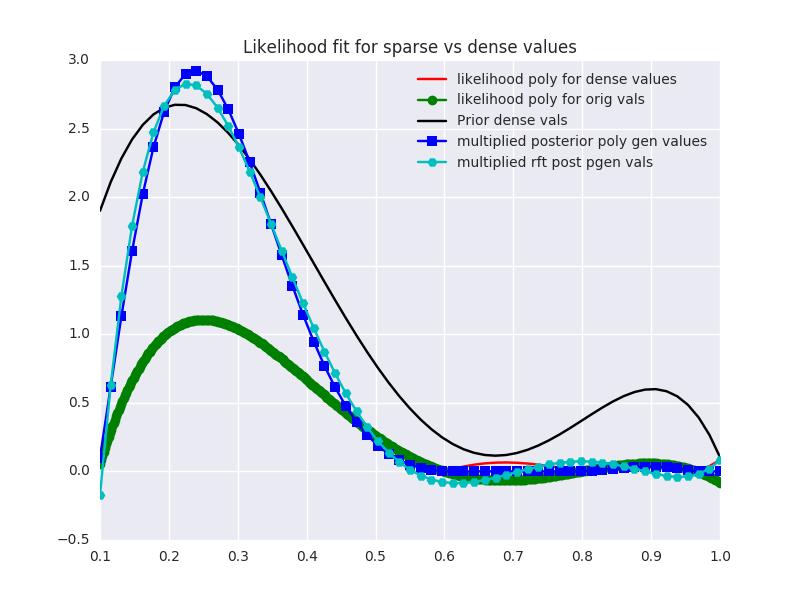 Likelihood fit for sparse vs dense values
likelihood poly for dense values
likelihood poly for orig vals
Prior dense vals
multiplied posterior poly gen values
multiplied rft post pgen vals
3.0
2.5
2.0
1.5
1.0
0.5
0.0
−0.5
0.1 0.2 0.3 0.4 0.5 0.6 0.7 0.8 0.9 1.0